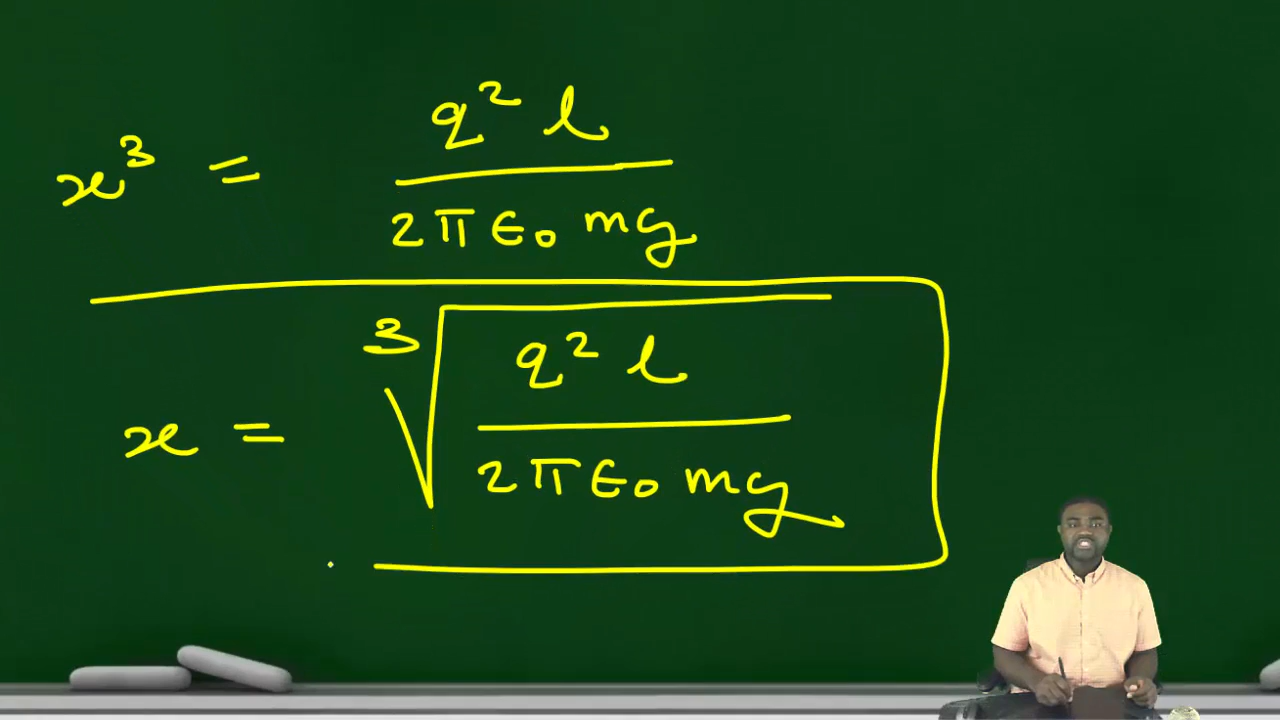 x³ = q² l / 2π ϵ₀ mg
x = ∛(q² l / 2π ϵ₀ mg)